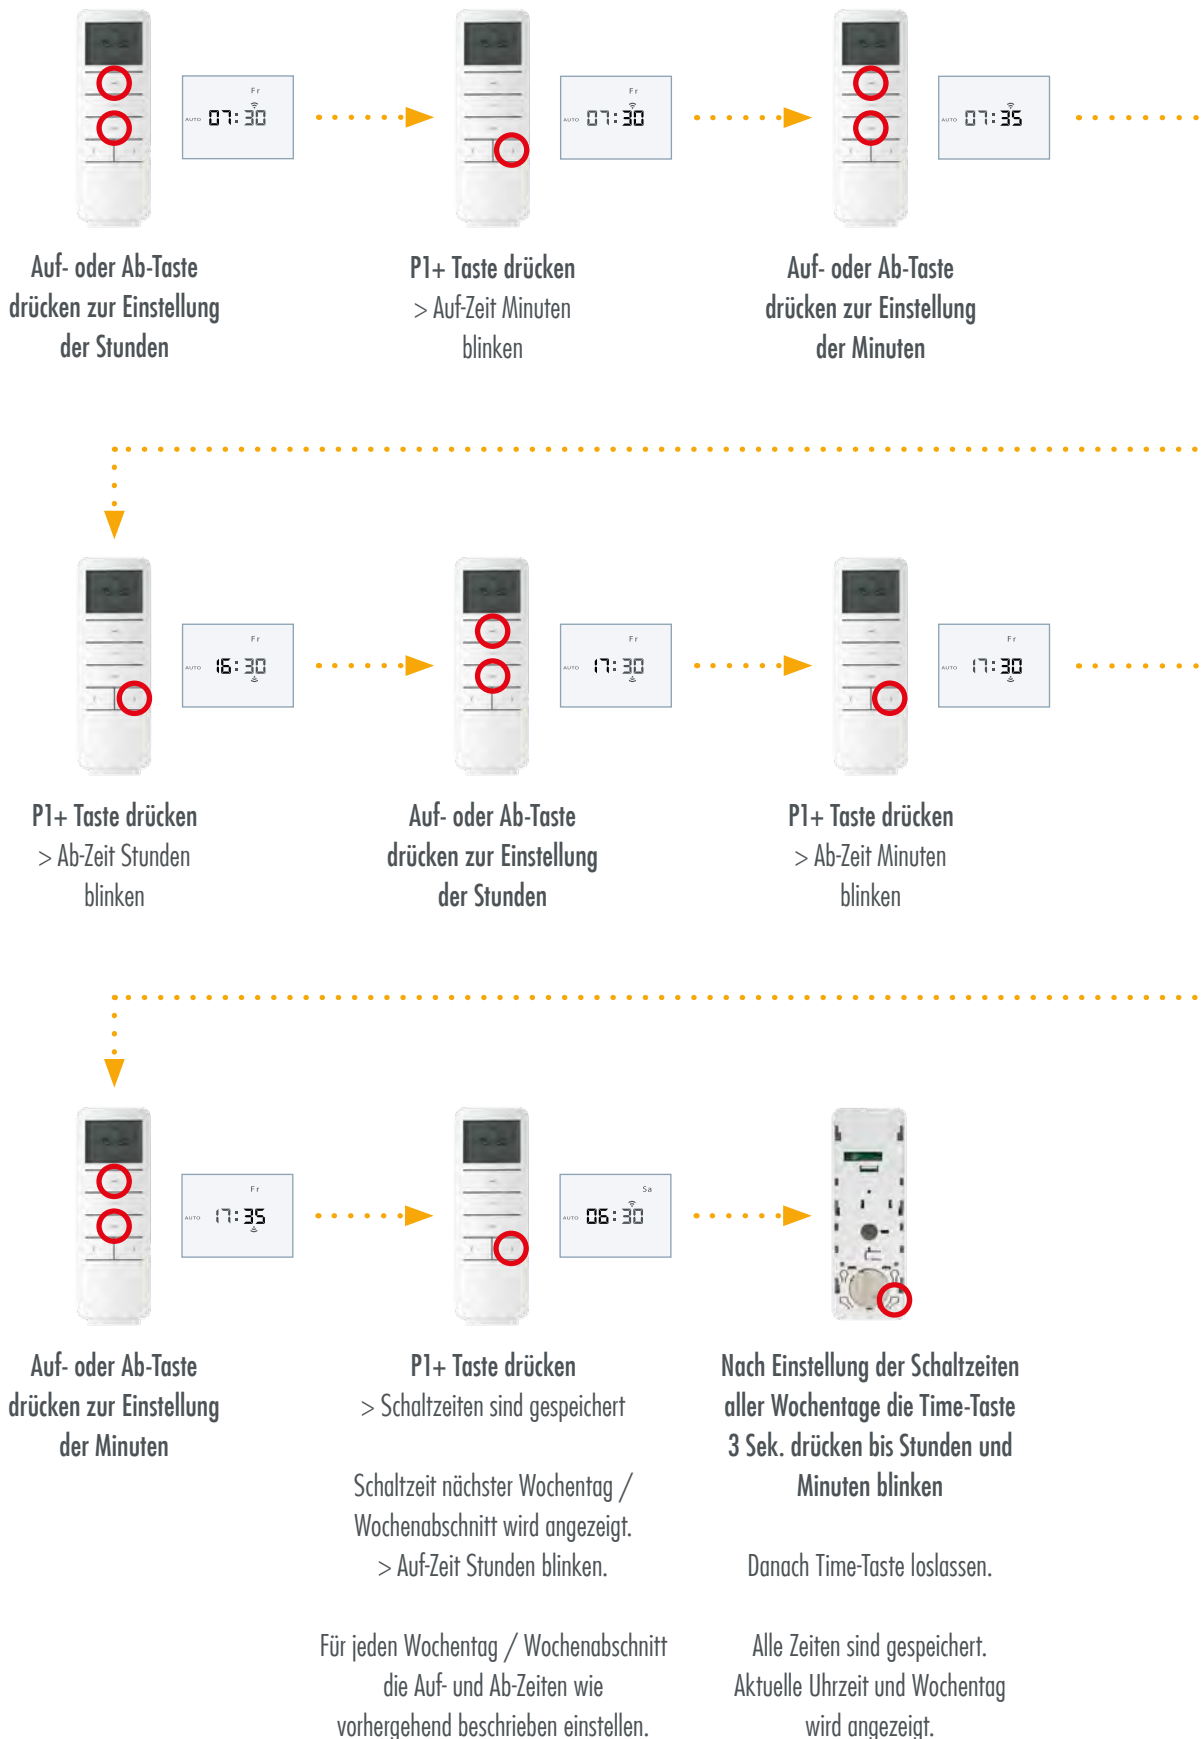 Fr
AUTO 07:30
Fr
AUTO 07:30
AUTO 07:35
Auf- oder Ab-Taste
drücken zur Einstellung
der Stunden
P1+ Taste drücken
> Auf-Zeit Minuten
blinken
Auf- oder Ab-Taste
drücken zur Einstellung
der Minuten
Fr
AUTO 16:30
Fr
AUTO 17:30
Fr
AUTO 17:30
P1+ Taste drücken
> Ab-Zeit Stunden
blinken
Auf- oder Ab-Taste
drücken zur Einstellung
der Stunden
P1+ Taste drücken
> Ab-Zeit Minuten
blinken
Fr
AUTO 17:35
Sa
AUTO 06:30
Auf- oder Ab-Taste
drücken zur Einstellung
der Minuten
P1+ Taste drücken
> Schaltzeiten sind gespeichert
Schaltzeit nächster Wochentag /
Wochenabschnitt wird angezeigt.
> Auf-Zeit Stunden blinken.
Für jeden Wochentag / Wochenabschnitt
die Auf- und Ab-Zeiten wie
vorhergehend beschrieben einstellen.
Nach Einstellung der Schaltzeiten
aller Wochentage die Time-Taste
3 Sek. drücken bis Stunden und
Minuten blinken
Danach Time-Taste loslassen.
Alle Zeiten sind gespeichert.
Aktuelle Uhrzeit und Wochentag
wird angezeigt.